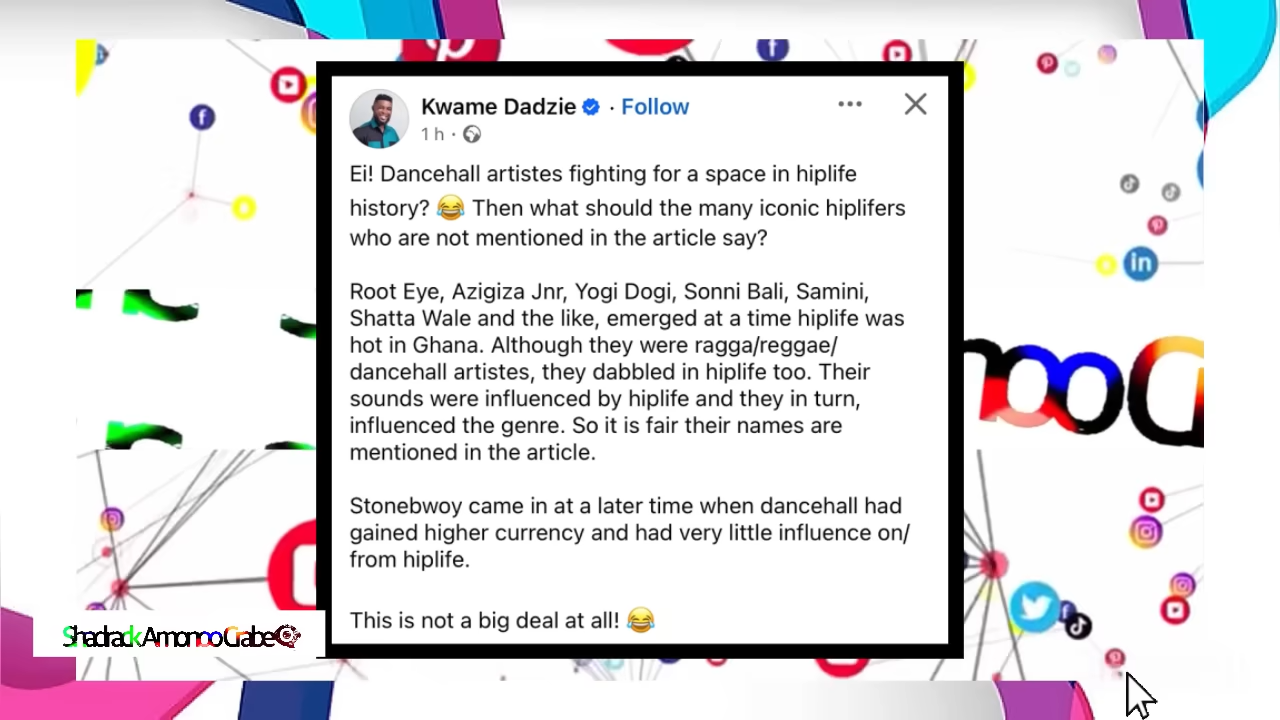 Kwame Dadzie · Follow
1 h ·
Ei! Dancehall artistes fighting for a space in hiplife
history? 😂 Then what should the many iconic hiplifers
who are not mentioned in the article say?
Root Eye, Azigiza Jnr, Yogi Dogi, Sonni Bali, Samini,
Shatta Wale and the like, emerged at a time hiplife was
hot in Ghana. Although they were ragga/reggae/
dancehall artistes, they dabbled in hiplife too. Their
sounds were influenced by hiplife and they in turn,
influenced the genre. So it is fair their names are
mentioned in the article.
Stonebwoy came in at a later time when dancehall had
gained higher currency and had very little influence on/
from hiplife.
This is not a big deal at all! 😂
Shadrack Amonoo Crabe
in